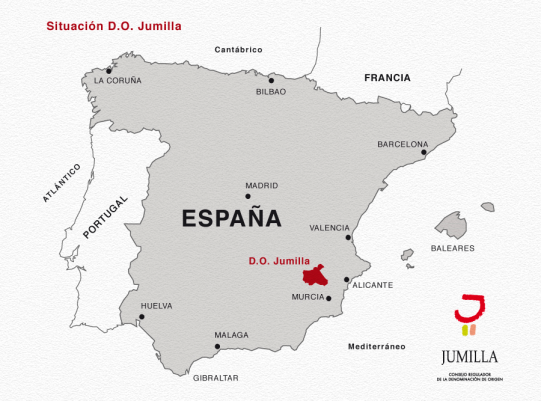 Situación D.O. Jumilla
Cantábrico
FRANCIA
LA CORUÑA
BILBAO
BARCELONA
ATLÁNTICO
MADRID
PORTUGAL
ESPAÑA
VALENCIA
BALEARES
D.O. Jumilla
ALICANTE
MURCIA
HUELVA
MALAGA
Mediterráneo
GIBRALTAR
JUMILLA
CONSEJO REGULADOR
DE LA DENOMINACIÓN DE ORIGEN